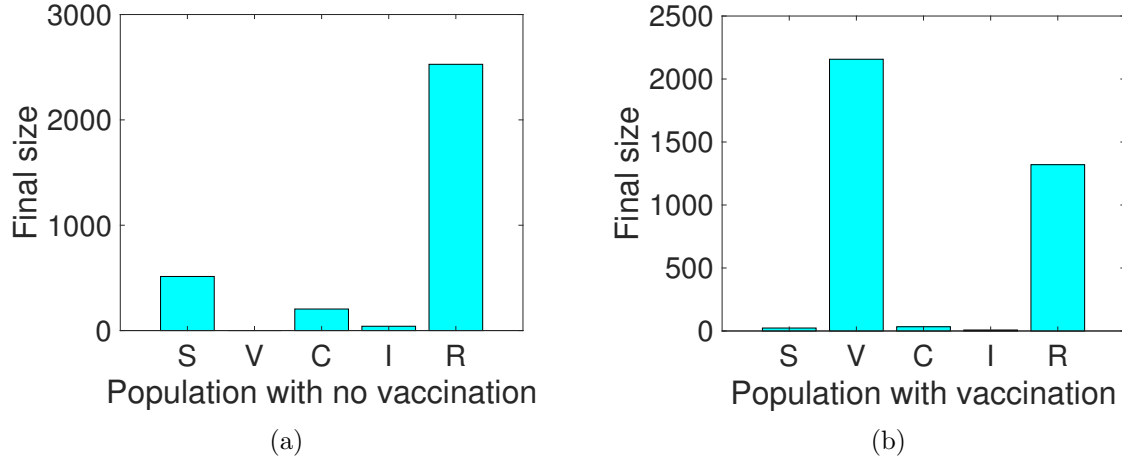 3000
2000
1000
0
Final size
S V C I R
Population with no vaccination
(a)
2500
2000
1500
1000
500
0
Final size
S V C I R
Population with vaccination
(b)